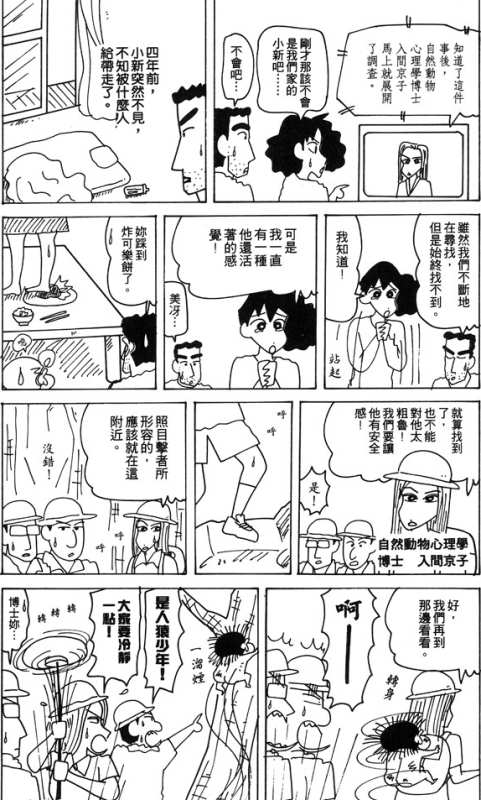 知道了這件
事後，
自然動物
心理學博士
入間京子
馬上就展開
了調查。
剛才那該不會
是我們家的
小新吧……
不會吧…
四年前，
小新突然不見，
不知被什麼人
給帶走了。
雖然我們不斷地
在尋找，
但是始終找不到。
我知道！
站起
可是
我一直
有一種
他還活
著的感
覺！
美冴…
妳踩到
炸可樂餅了。
就算找到
了，
也不能
對他太
粗魯！
我們要讓
他有安全
感！
是！
自然動物心理學
博士　入間京子
呼
呼
照目擊者所
形容的，
應該就在這
附近。
呼
呼
沒錯！
好，
我們再到
那邊看看。
轉身
啊——
一溜煙
是人猿少年！
大家要冷靜
一點！
轉 轉 轉
博士妳…